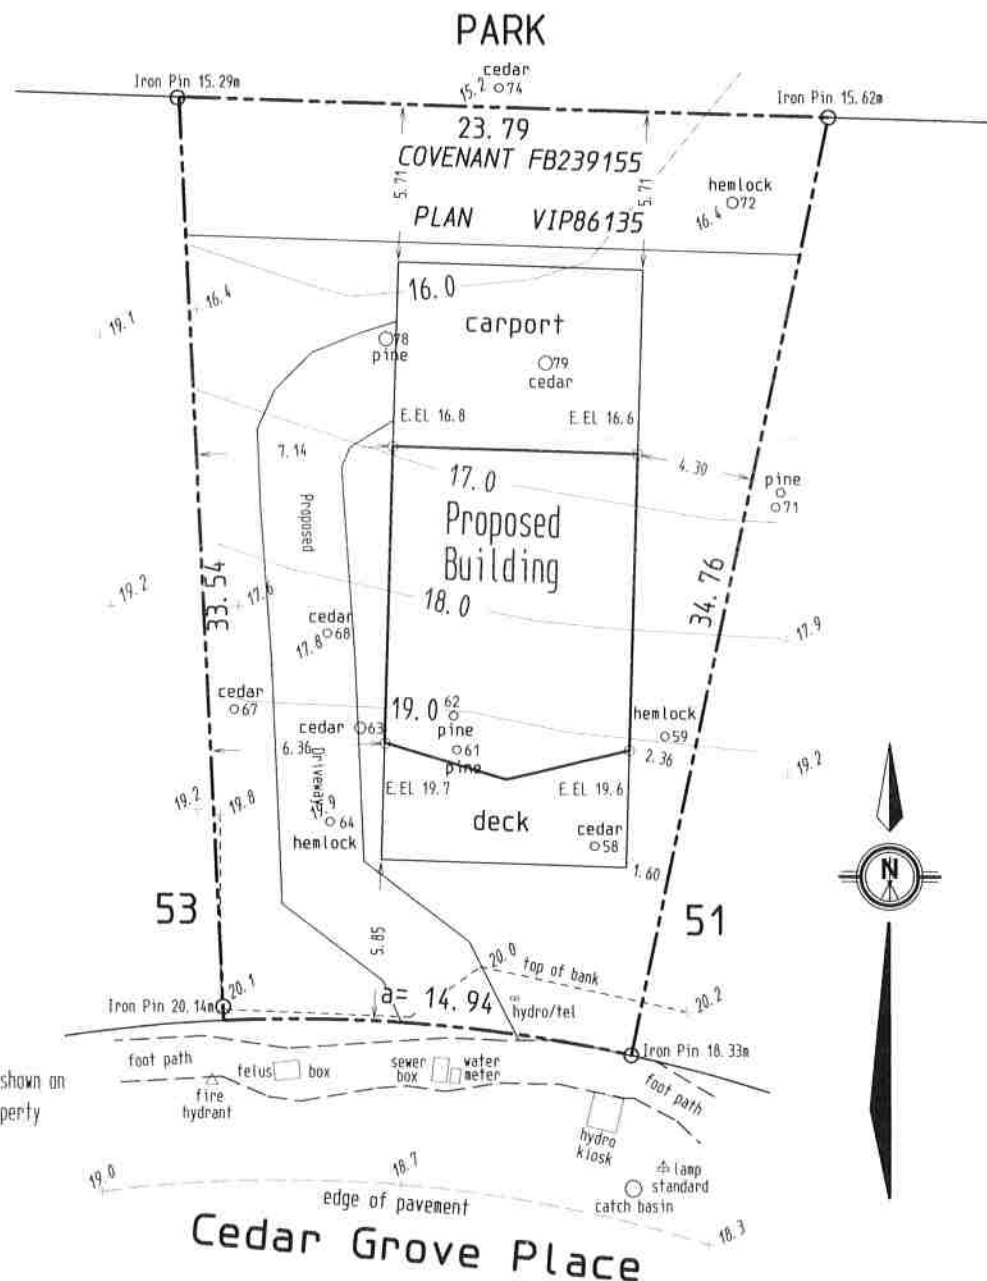 PARK
cedar
15.2 74
Iron Pin 15.29m
Iron Pin 15.62m
23.79
COVENANT FB239155
5.71
5.71
hemlock
72
16.4
PLAN VIP86135
16.0
16.4
19.1
carport
78
pine
79
cedar
E.EL 16.8
E.EL 16.6
7.14
4.30
17.0
pine
71
Proposed
Proposed
Building
34.76
33.54
19.2
17.6
18.0
cedar
68
17.8
17.9
cedar
67
19.0
62
pine
hemlock
59
cedar 63
61
pine
6.36
2.36
Driveway
E.EL 19.7
E.EL 19.6
19.2
19.2
19.8
19.9
64
hemlock
deck
cedar
58
1.60
N
53
51
5.85
20.0
top of bank
20.1
20.2
Iron Pin 20.14m
a= 14.94
hydro/tel
Iron Pin 18.33m
foot path
telus box
sewer
box
water
meter
foot path
shown on
perty
fire
hydrant
hydro
kiosk
lamp
standard
catch basin
19.0
18.7
edge of pavement
18.3
Cedar Grove Place